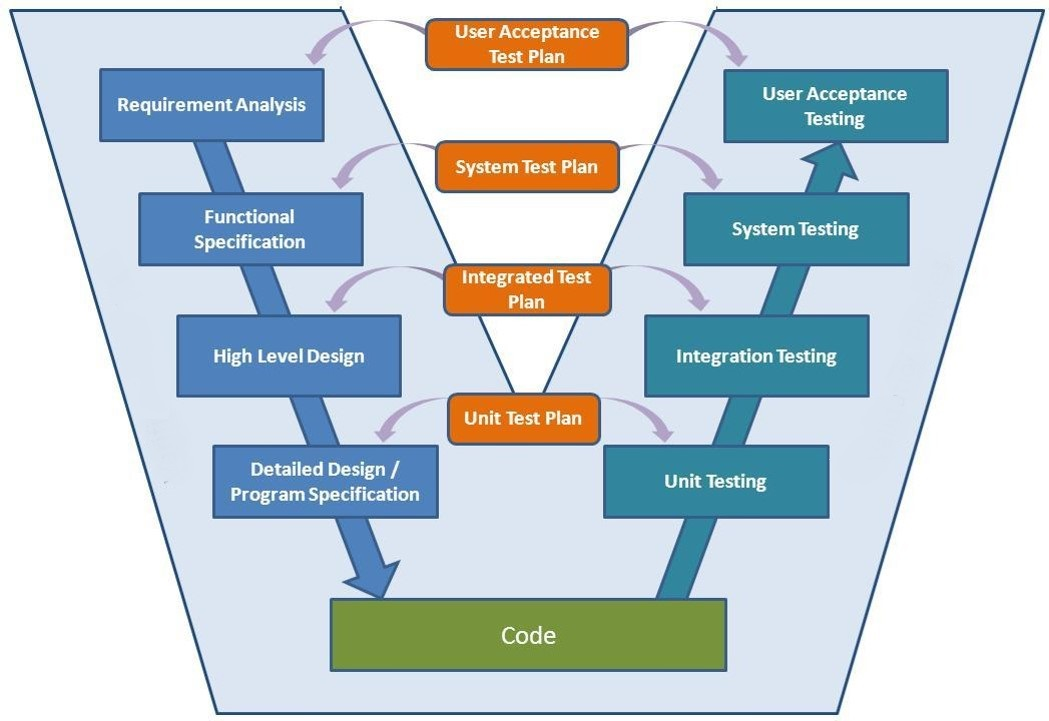 User Acceptance
Test Plan
Requirement Analysis
User Acceptance
Testing
System Test Plan
Functional
Specification
System Testing
Integrated Test
Plan
High Level Design
Integration Testing
Unit Test Plan
Detailed Design /
Program Specification
Unit Testing
Code